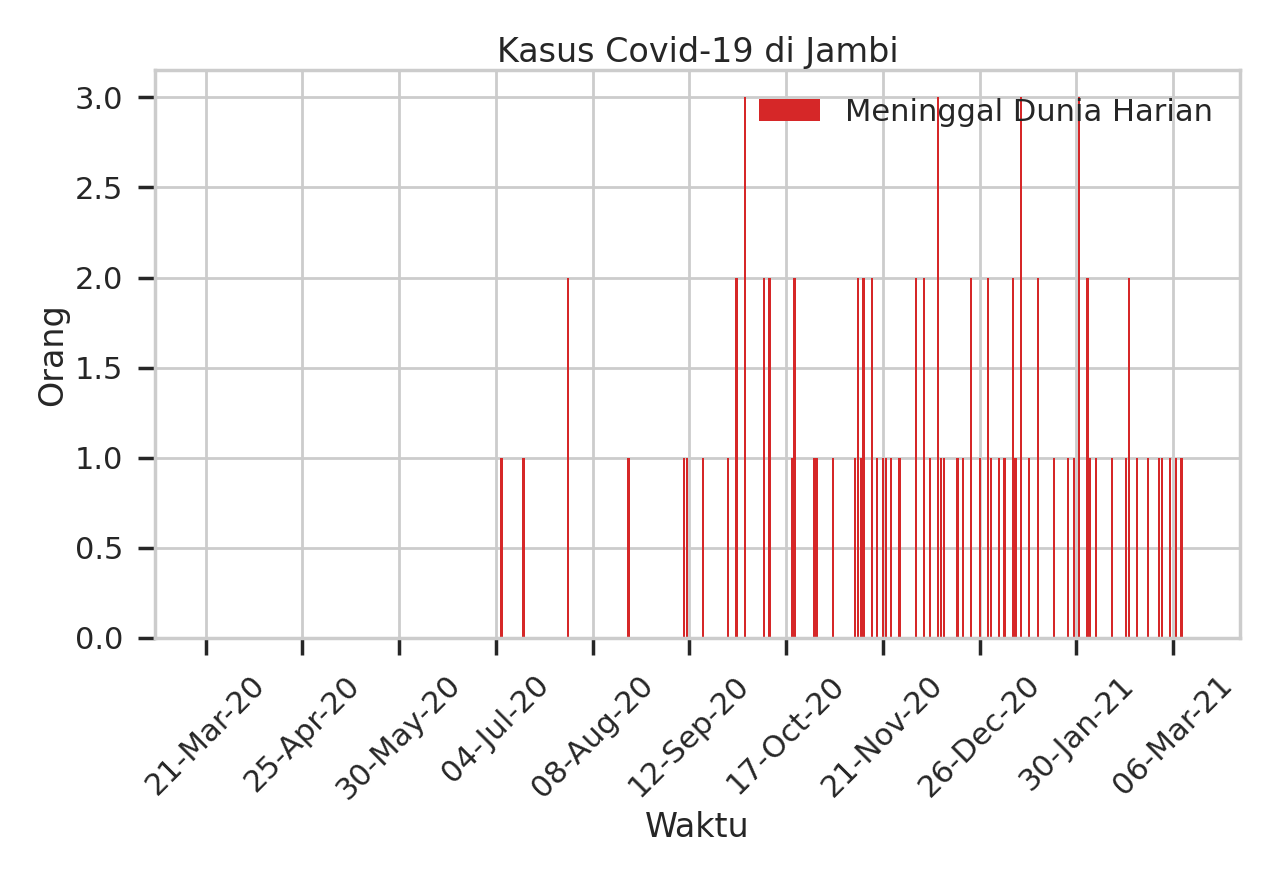 Kasus Covid-19 di Jambi
Meninggal Dunia Harian
3.0
2.5
2.0
1.5
1.0
0.5
0.0
Orang
21-Mar-20
25-Apr-20
30-May-20
04-Jul-20
08-Aug-20
12-Sep-20
17-Oct-20
21-Nov-20
26-Dec-20
30-Jan-21
06-Mar-21
Waktu